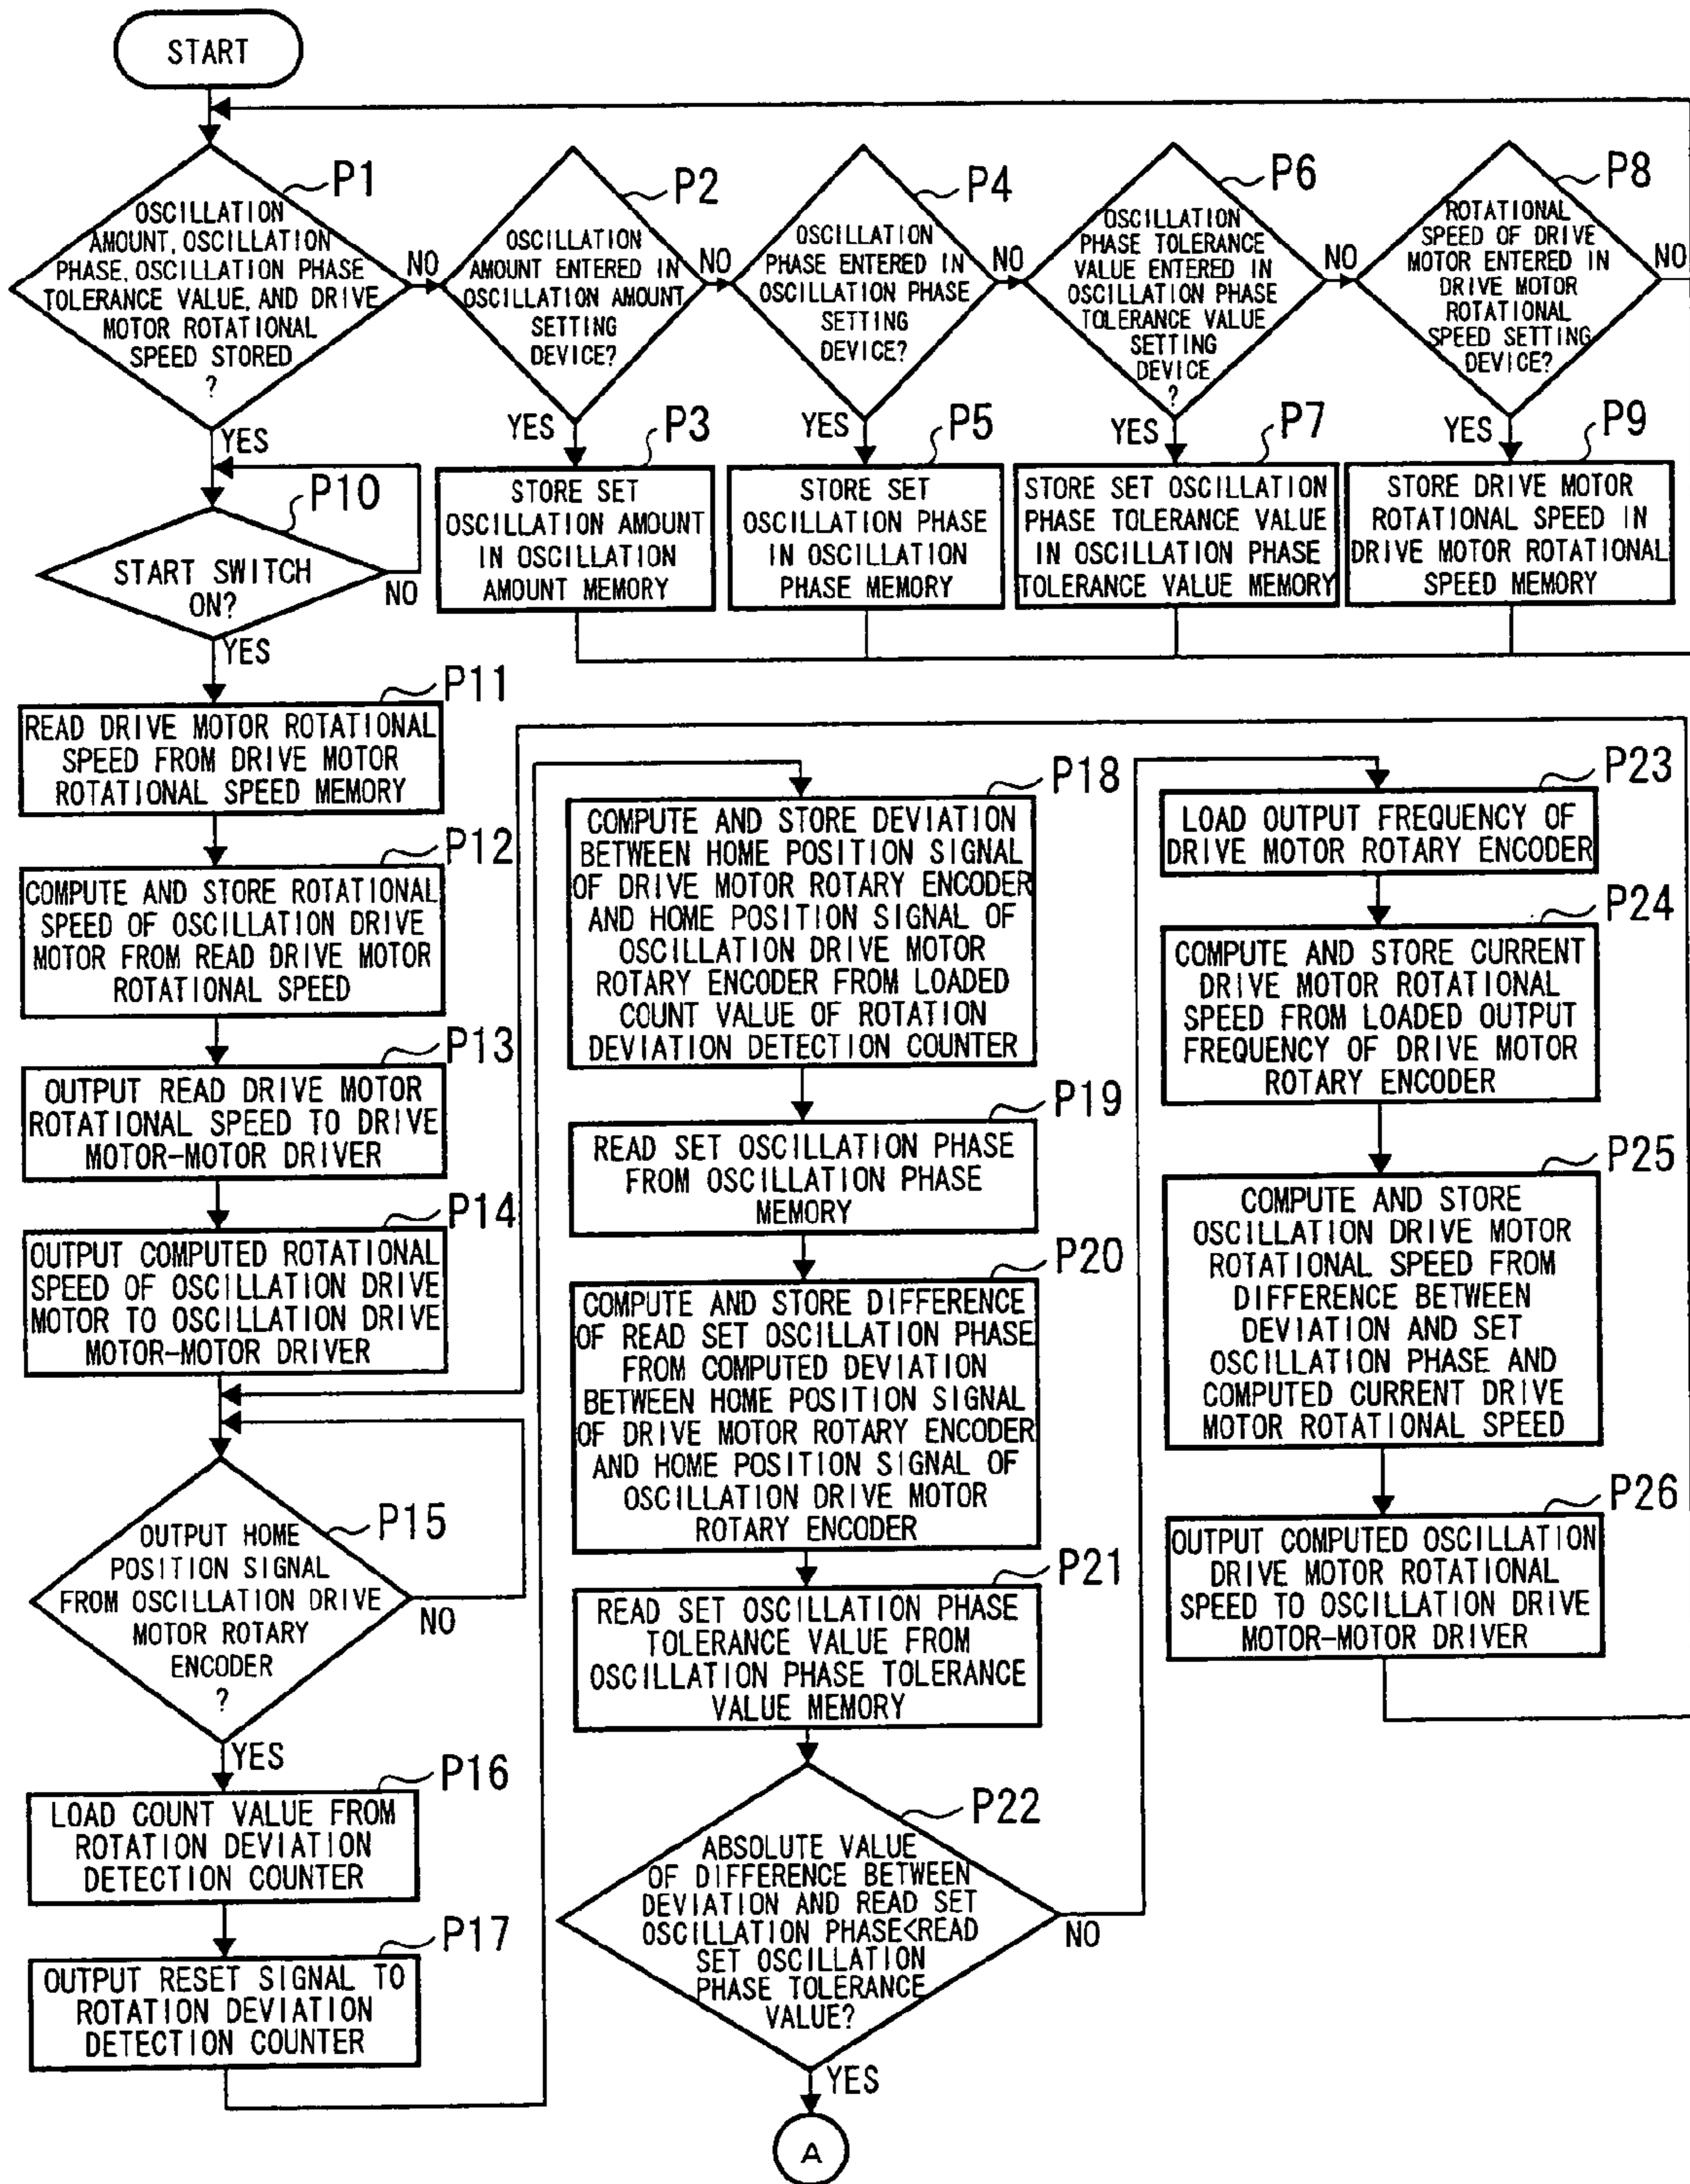 START
P1
OSCILLATION
AMOUNT, OSCILLATION
PHASE, OSCILLATION PHASE
TOLERANCE VALUE, AND DRIVE
MOTOR ROTATIONAL
SPEED STORED
?
NO
YES
P2
OSCILLATION
AMOUNT ENTERED IN
OSCILLATION AMOUNT
SETTING
DEVICE?
NO
YES
P3
STORE SET
OSCILLATION AMOUNT
IN OSCILLATION
AMOUNT MEMORY
P4
OSCILLATION
PHASE ENTERED IN
OSCILLATION PHASE
SETTING
DEVICE?
NO
YES
P5
STORE SET
OSCILLATION PHASE
IN OSCILLATION
PHASE MEMORY
P6
OSCILLATION
PHASE TOLERANCE
VALUE ENTERED IN
OSCILLATION PHASE
TOLERANCE VALUE
SETTING
DEVICE
?
NO
YES
P7
STORE SET OSCILLATION
PHASE TOLERANCE VALUE
IN OSCILLATION PHASE
TOLERANCE VALUE MEMORY
P8
ROTATIONAL
SPEED OF DRIVE
MOTOR ENTERED IN
DRIVE MOTOR
ROTATIONAL
SPEED SETTING
DEVICE?
NO
YES
P9
STORE DRIVE MOTOR
ROTATIONAL SPEED IN
DRIVE MOTOR ROTATIONAL
SPEED MEMORY
P10
START SWITCH
ON?
NO
YES
P11
READ DRIVE MOTOR ROTATIONAL
SPEED FROM DRIVE MOTOR
ROTATIONAL SPEED MEMORY
P12
COMPUTE AND STORE ROTATIONAL
SPEED OF OSCILLATION DRIVE
MOTOR FROM READ DRIVE MOTOR
ROTATIONAL SPEED
P13
OUTPUT READ DRIVE MOTOR
ROTATIONAL SPEED TO DRIVE
MOTOR-MOTOR DRIVER
P14
OUTPUT COMPUTED ROTATIONAL
SPEED OF OSCILLATION DRIVE
MOTOR TO OSCILLATION DRIVE
MOTOR-MOTOR DRIVER
P15
OUTPUT HOME
POSITION SIGNAL
FROM OSCILLATION DRIVE
MOTOR ROTARY
ENCODER
?
NO
YES
P16
LOAD COUNT VALUE FROM
ROTATION DEVIATION
DETECTION COUNTER
P17
OUTPUT RESET SIGNAL TO
ROTATION DEVIATION
DETECTION COUNTER
P18
COMPUTE AND STORE DEVIATION
BETWEEN HOME POSITION SIGNAL
OF DRIVE MOTOR ROTARY ENCODER
AND HOME POSITION SIGNAL OF
OSCILLATION DRIVE MOTOR
ROTARY ENCODER FROM LOADED
COUNT VALUE OF ROTATION
DEVIATION DETECTION COUNTER
P19
READ SET OSCILLATION PHASE
FROM OSCILLATION PHASE
MEMORY
P20
COMPUTE AND STORE DIFFERENCE
OF READ SET OSCILLATION PHASE
FROM COMPUTED DEVIATION
BETWEEN HOME POSITION SIGNAL
OF DRIVE MOTOR ROTARY ENCODER
AND HOME POSITION SIGNAL OF
OSCILLATION DRIVE MOTOR
ROTARY ENCODER
P21
READ SET OSCILLATION PHASE
TOLERANCE VALUE FROM
OSCILLATION PHASE TOLERANCE
VALUE MEMORY
P22
ABSOLUTE VALUE
OF DIFFERENCE BETWEEN
DEVIATION AND READ SET
OSCILLATION PHASE<READ
SET OSCILLATION
PHASE TOLERANCE
VALUE?
NO
YES
A
P23
LOAD OUTPUT FREQUENCY OF
DRIVE MOTOR ROTARY ENCODER
P24
COMPUTE AND STORE CURRENT
DRIVE MOTOR ROTATIONAL
SPEED FROM LOADED OUTPUT
FREQUENCY OF DRIVE MOTOR
ROTARY ENCODER
P25
COMPUTE AND STORE
OSCILLATION DRIVE MOTOR
ROTATIONAL SPEED FROM
DIFFERENCE BETWEEN
DEVIATION AND SET
OSCILLATION PHASE AND
COMPUTED CURRENT DRIVE
MOTOR ROTATIONAL SPEED
P26
OUTPUT COMPUTED OSCILLATION
DRIVE MOTOR ROTATIONAL
SPEED TO OSCILLATION DRIVE
MOTOR-MOTOR DRIVER